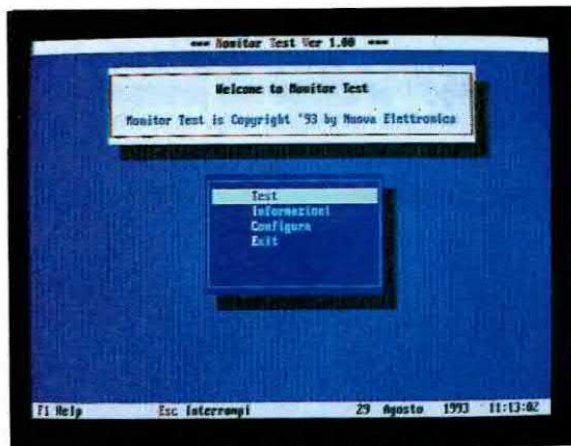 *** Monitor Test Ver 1.00 ***
Welcome to Monitor Test
Monitor Test is Copyright '93 by Nuova Elettronica
Test
Informazioni
Configura
Exit
F1 Help Esc Interrompi 29 Agosto 1993 11:13:02